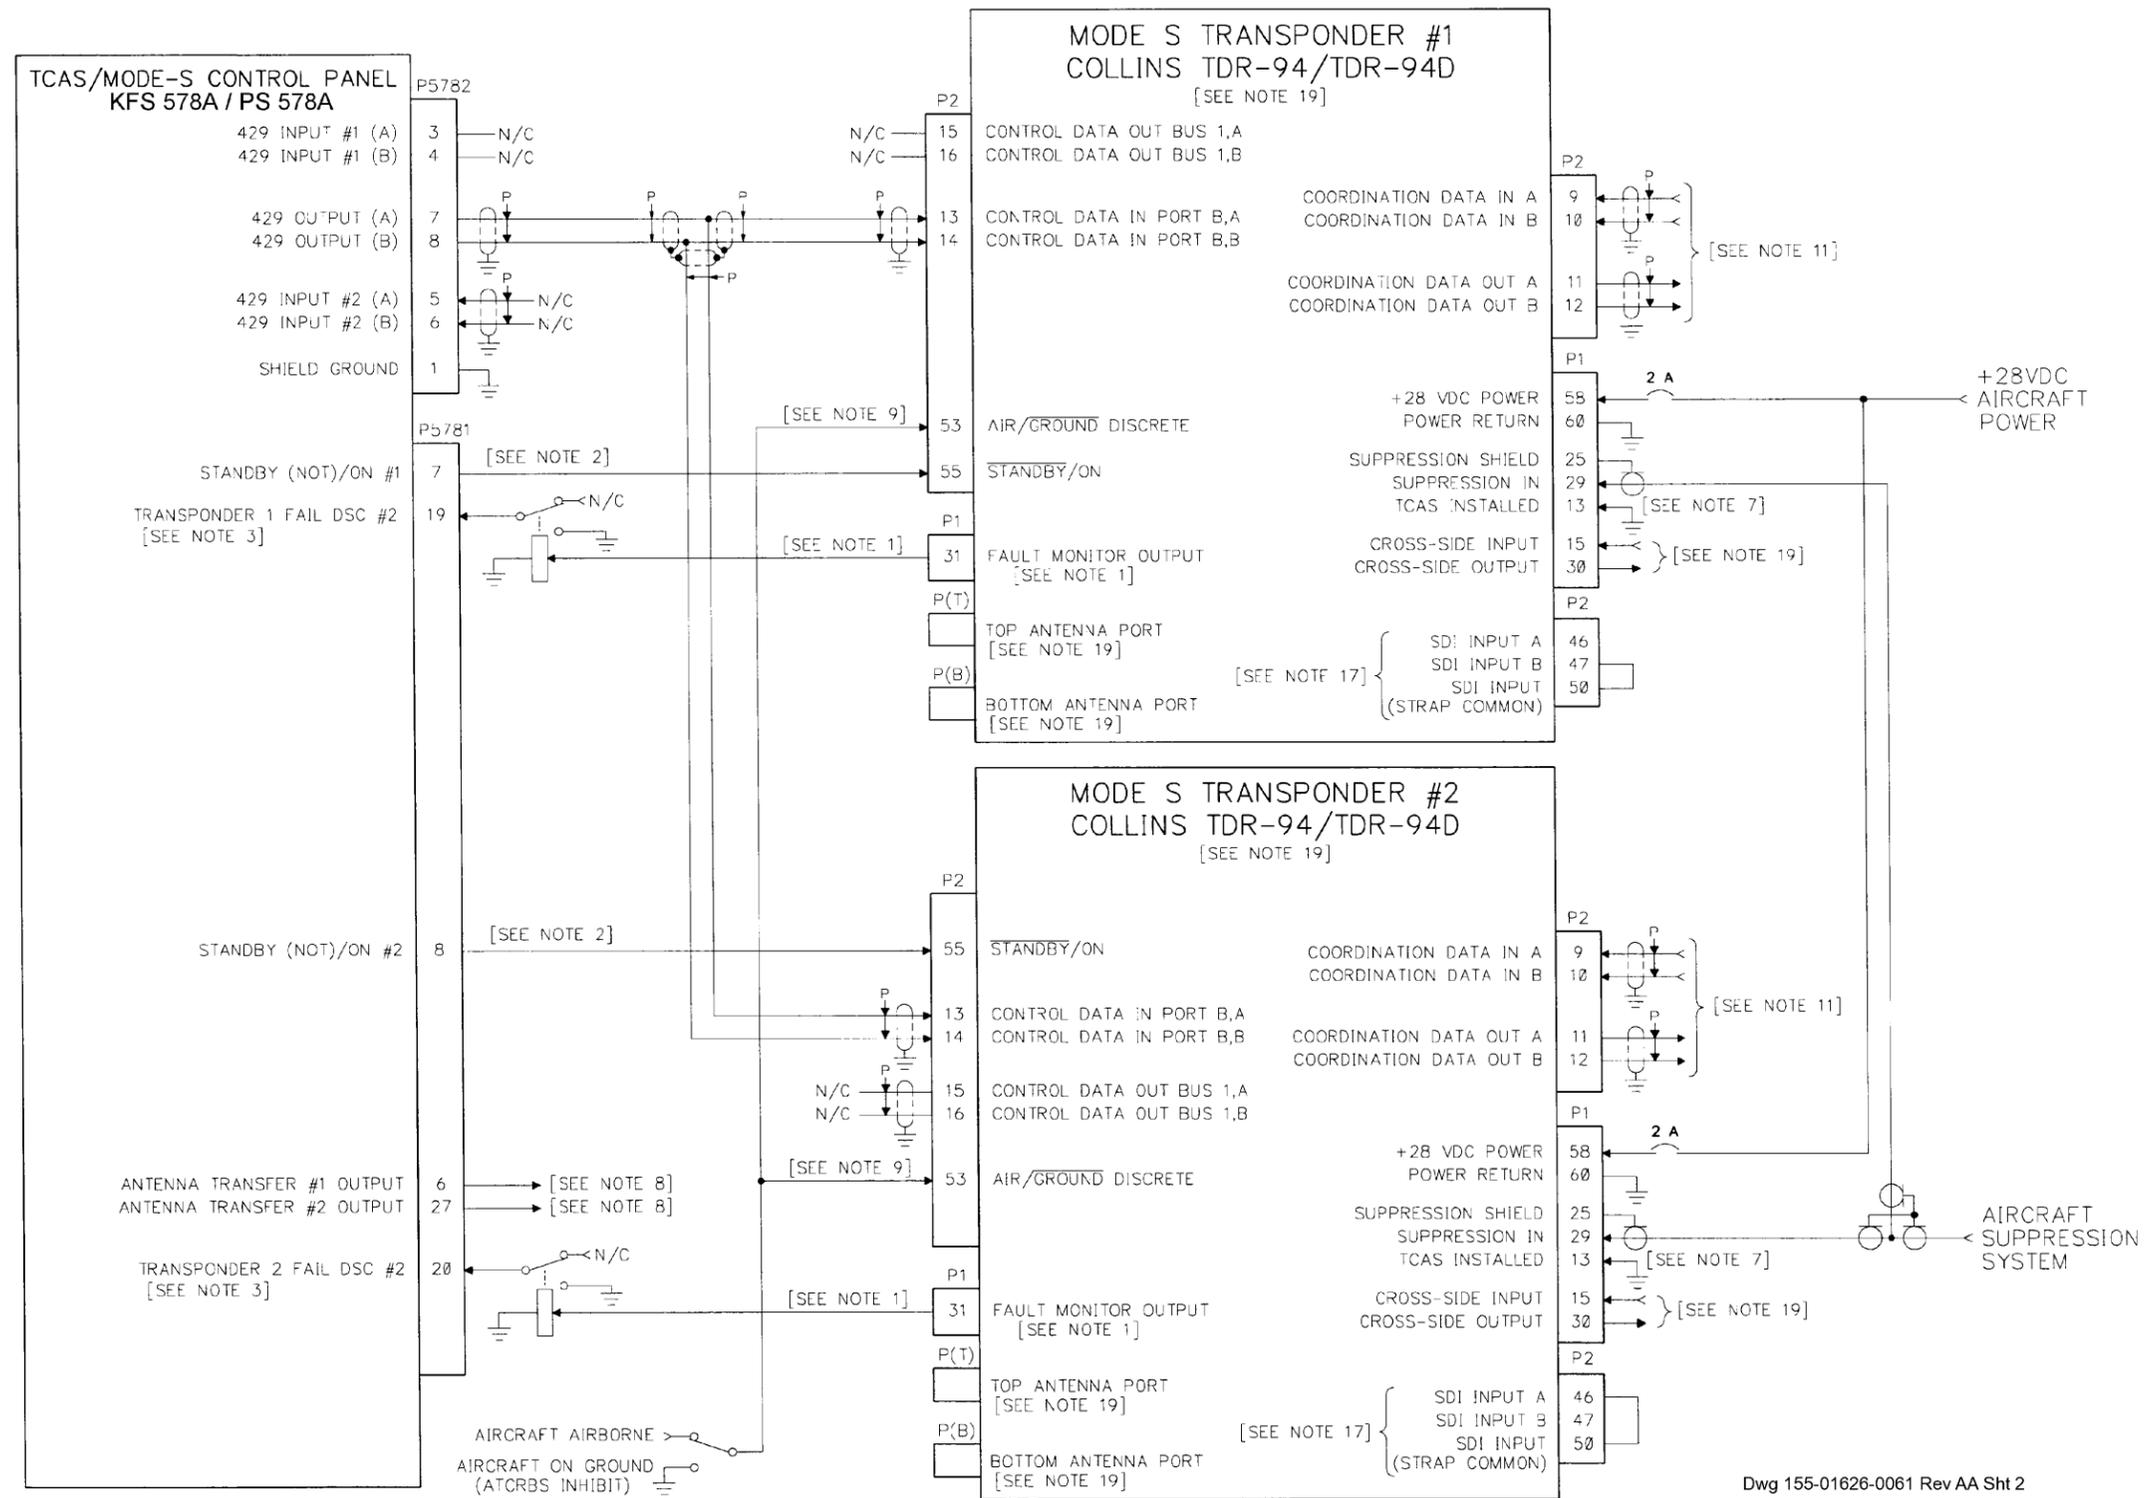 TCAS/MODE-S CONTROL PANEL
KFS 578A / PS 578A
P5782
429 INPUT #1 (A) 3 N/C
429 INPUT #1 (B) 4 N/C
P
429 OUTPUT (A) 7
429 OUTPUT (B) 8
P P P
P
P
429 INPUT #2 (A) 5 N/C
429 INPUT #2 (B) 6 N/C
SHIELD GROUND 1
P5781
STANDBY (NOT)/ON #1 7 [SEE NOTE 2]
TRANSPONDER 1 FAIL DSC #2 19 N/C
[SEE NOTE 3]
STANDBY (NOT)/ON #2 8 [SEE NOTE 2]
ANTENNA TRANSFER #1 OUTPUT 6 [SEE NOTE 8]
ANTENNA TRANSFER #2 OUTPUT 27 [SEE NOTE 8]
TRANSPONDER 2 FAIL DSC #2 20 N/C
[SEE NOTE 3]
AIRCRAFT AIRBORNE
AIRCRAFT ON GROUND
(ATCRBS INHIBIT)
MODE S TRANSPONDER #1
COLLINS TDR-94/TDR-94D
[SEE NOTE 19]
P2
N/C 15 CONTROL DATA OUT BUS 1,A
N/C 16 CONTROL DATA OUT BUS 1,B
13 CONTROL DATA IN PORT B,A
14 CONTROL DATA IN PORT B,B
[SEE NOTE 9] 53 AIR/GROUND DISCRETE
55 STANDBY/ON
P1
[SEE NOTE 1] 31 FAULT MONITOR OUTPUT
[SEE NOTE 1]
P(T)
TOP ANTENNA PORT
[SEE NOTE 19]
P(B)
BOTTOM ANTENNA PORT
[SEE NOTE 19]
P2
P
COORDINATION DATA IN A 9
COORDINATION DATA IN B 10
[SEE NOTE 11]
P
COORDINATION DATA OUT A 11
COORDINATION DATA OUT B 12
P1
+28 VDC POWER 58 2 A
POWER RETURN 60
SUPPRESSION SHIELD 25
SUPPRESSION IN 29
TCAS INSTALLED 13 [SEE NOTE 7]
CROSS-SIDE INPUT 15
CROSS-SIDE OUTPUT 30
[SEE NOTE 19]
P2
SDI INPUT A 46
SDI INPUT B 47
[SEE NOTE 17]
SDI INPUT 50
(STRAP COMMON)
+28VDC
AIRCRAFT
POWER
MODE S TRANSPONDER #2
COLLINS TDR-94/TDR-94D
[SEE NOTE 19]
P2
55 STANDBY/ON
P
13 CONTROL DATA IN PORT B,A
14 CONTROL DATA IN PORT B,B
P
N/C 15 CONTROL DATA OUT BUS 1,A
N/C 16 CONTROL DATA OUT BUS 1,B
[SEE NOTE 9] 53 AIR/GROUND DISCRETE
P1
[SEE NOTE 1] 31 FAULT MONITOR OUTPUT
[SEE NOTE 1]
P(T)
TOP ANTENNA PORT
[SEE NOTE 19]
P(B)
BOTTOM ANTENNA PORT
[SEE NOTE 19]
P2
P
COORDINATION DATA IN A 9
COORDINATION DATA IN B 10
[SEE NOTE 11]
P
COORDINATION DATA OUT A 11
COORDINATION DATA OUT B 12
P1
+28 VDC POWER 58 2 A
POWER RETURN 60
SUPPRESSION SHIELD 25
SUPPRESSION IN 29
TCAS INSTALLED 13 [SEE NOTE 7]
CROSS-SIDE INPUT 15
CROSS-SIDE OUTPUT 30
[SEE NOTE 19]
P2
SDI INPUT A 46
SDI INPUT B 47
[SEE NOTE 17]
SDI INPUT 50
(STRAP COMMON)
AIRCRAFT
SUPPRESSION
SYSTEM
Dwg 155-01626-0061 Rev AA Sht 2